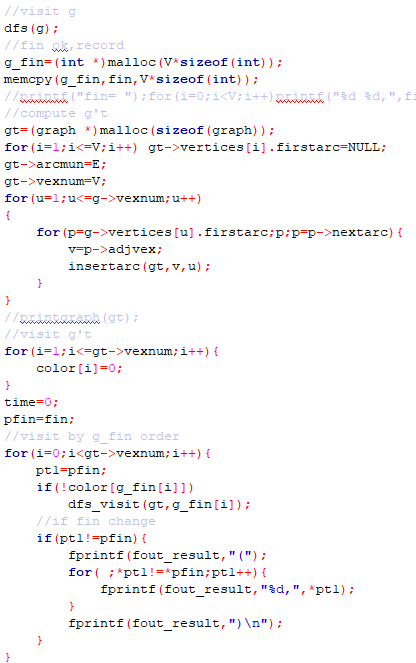 //visit g
dfs(g);
//fin ok,record
g_fin=(int *)malloc(V*sizeof(int));
memcpy(g_fin,fin,V*sizeof(int));
//printf("fin= ");for(i=0;i<V;i++)printf("%d %d,",fi
//compute g't
gt=(graph *)malloc(sizeof(graph));
for(i=1;i<=V;i++) gt->vertices[i].firstarc=NULL;
gt->arcmun=E;
gt->vexnum=V;
for(u=1;u<=g->vexnum;u++)
{
    for(p=g->vertices[u].firstarc;p;p=p->nextarc){
        v=p->adjvex;
        insertarc(gt,v,u);
    }
}
//printgraph(gt);
//visit g't
for(i=1;i<=gt->vexnum;i++){
    color[i]=0;
}
time=0;
pfin=fin;
//visit by g_fin order
for(i=0;i<gt->vexnum;i++){
    pt1=pfin;
    if(!color[g_fin[i]])
        dfs_visit(gt,g_fin[i]);
    //if fin change
    if(pt1!=pfin){
        fprintf(fout_result,"(");
        for( ;*pt1!=*pfin;pt1++){
            fprintf(fout_result,"%d,",*pt1);
        }
        fprintf(fout_result,")\n");
    }
}